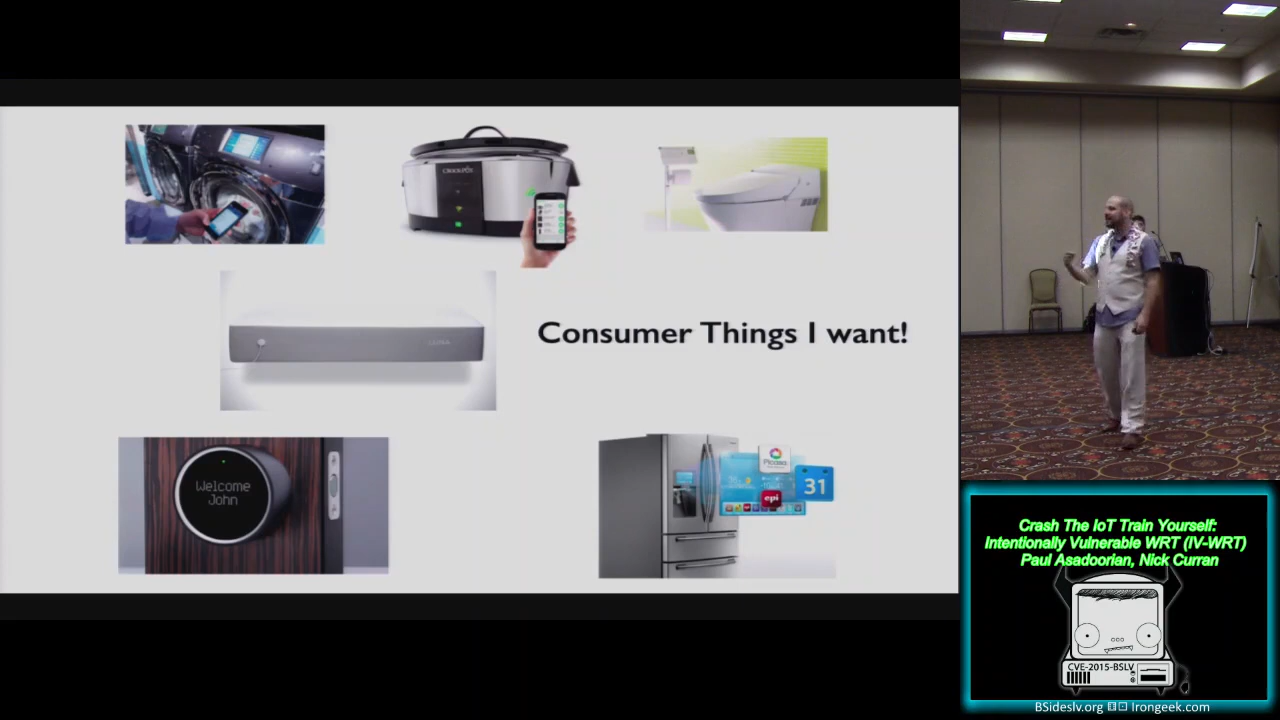 CROCK-POT
LUNA
Consumer Things I want!
Welcome
John
Picasa
epi
31
Crash The IoT Train Yourself:
Intentionally Vulnerable WRT (IV-WRT)
Paul Asadoorian, Nick Curran
CVE-2015-BSLV
BSideslv.org Irongeek.com